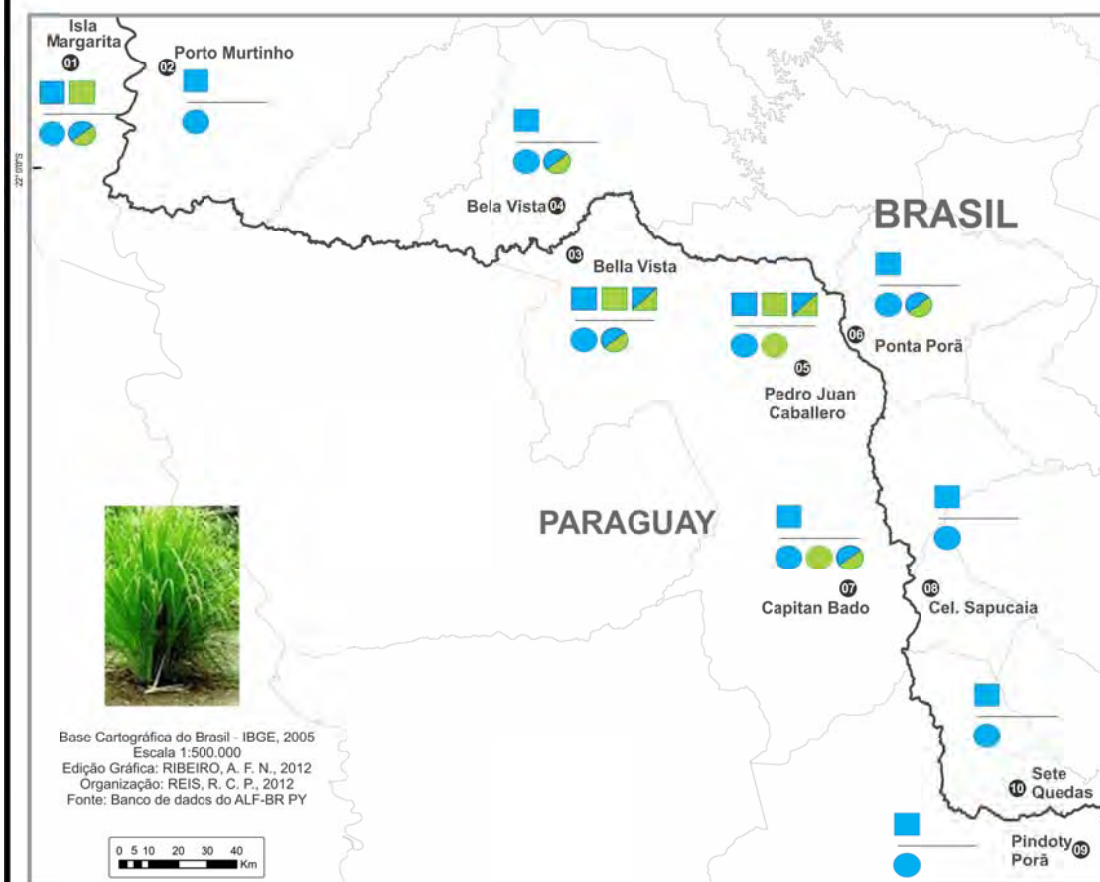 Isla
Margarita
01
02
Porto Murtinho
Bela Vista 04
BRASIL
03
Bella Vista
06
Ponta Porã
05
Pedro Juan
Caballero
PARAGUAY
07
Capitan Bado
08
Cel. Sapucaia
Base Cartográfica do Brasil - IBGE, 2005
Escala 1:500.000
Edição Gráfica: RIBEIRO, A. F. N., 2012
Organização: REIS, R. C. P., 2012
Fonte: Banco de dados do ALF-BR PY
0 5 10 20 30 40
Km
10
Sete
Quedas
Pindoty
Porã
09